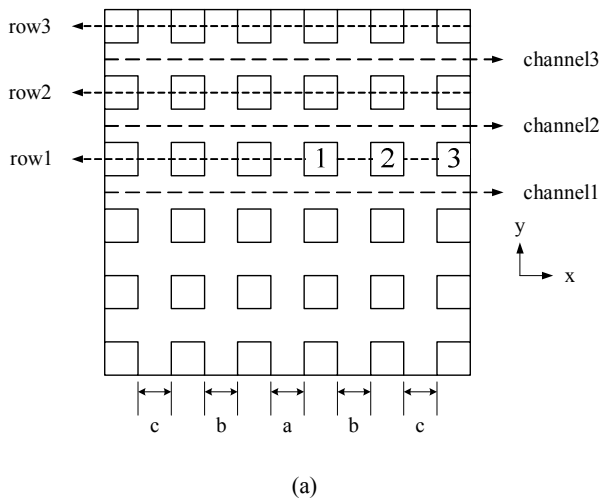 row3
channel3
row2
channel2
row1 1 2 3
channel1
y
x
c b a b c
(a)